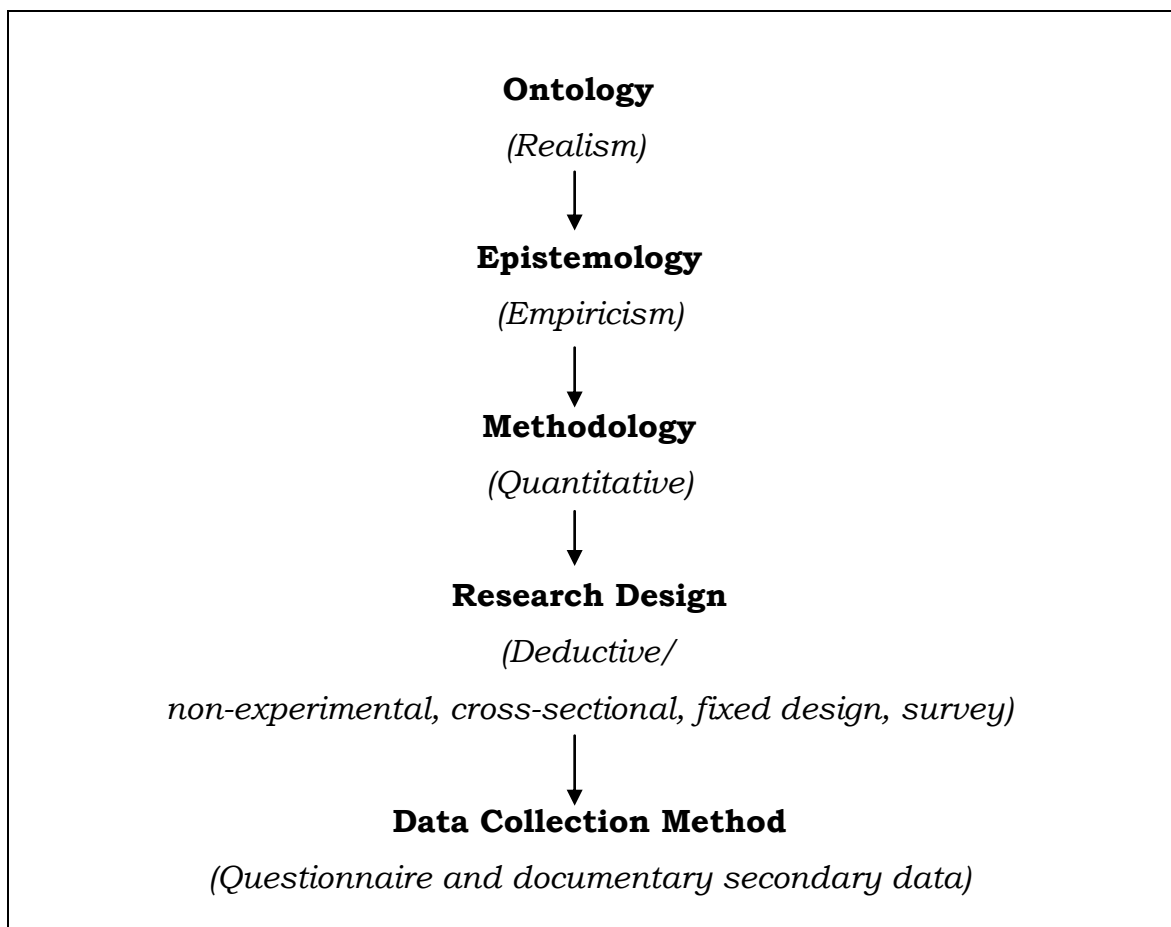 Ontology
(Realism)
Epistemology
(Empiricism)
Methodology
(Quantitative)
Research Design
(Deductive/
non-experimental, cross-sectional, fixed design, survey)
Data Collection Method
(Questionnaire and documentary secondary data)